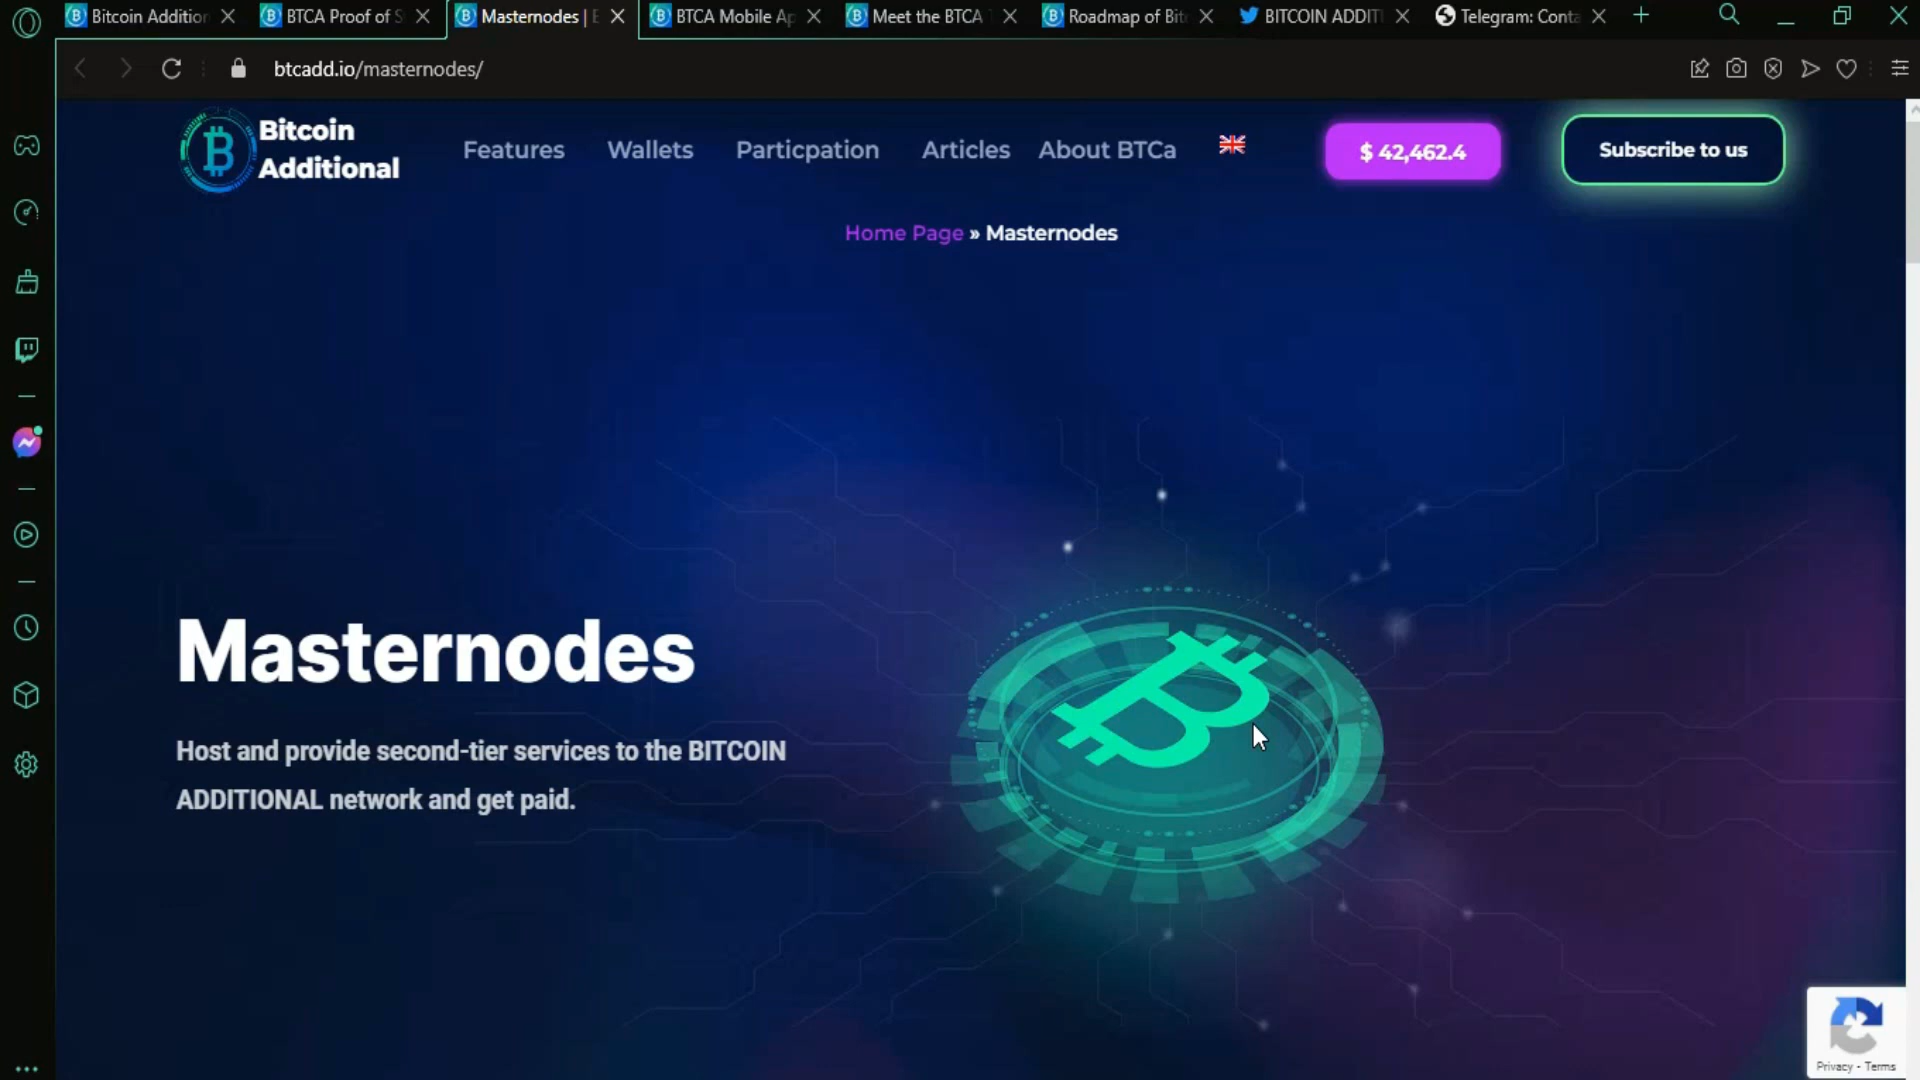 Bitcoin Addition
BTCA Proof of S
Masternodes | B
BTCA Mobile Ap
Meet the BTCA T
Roadmap of Bit
BITCOIN ADDITI
Telegram: Conta
btcadd.io/masternodes/
Bitcoin
Additional
Features
Wallets
Particpation
Articles
About BTCa
$ 42,462.4
Subscribe to us
Home Page » Masternodes
Masternodes
Host and provide second-tier services to the BITCOIN
ADDITIONAL network and get paid.
Privacy - Terms